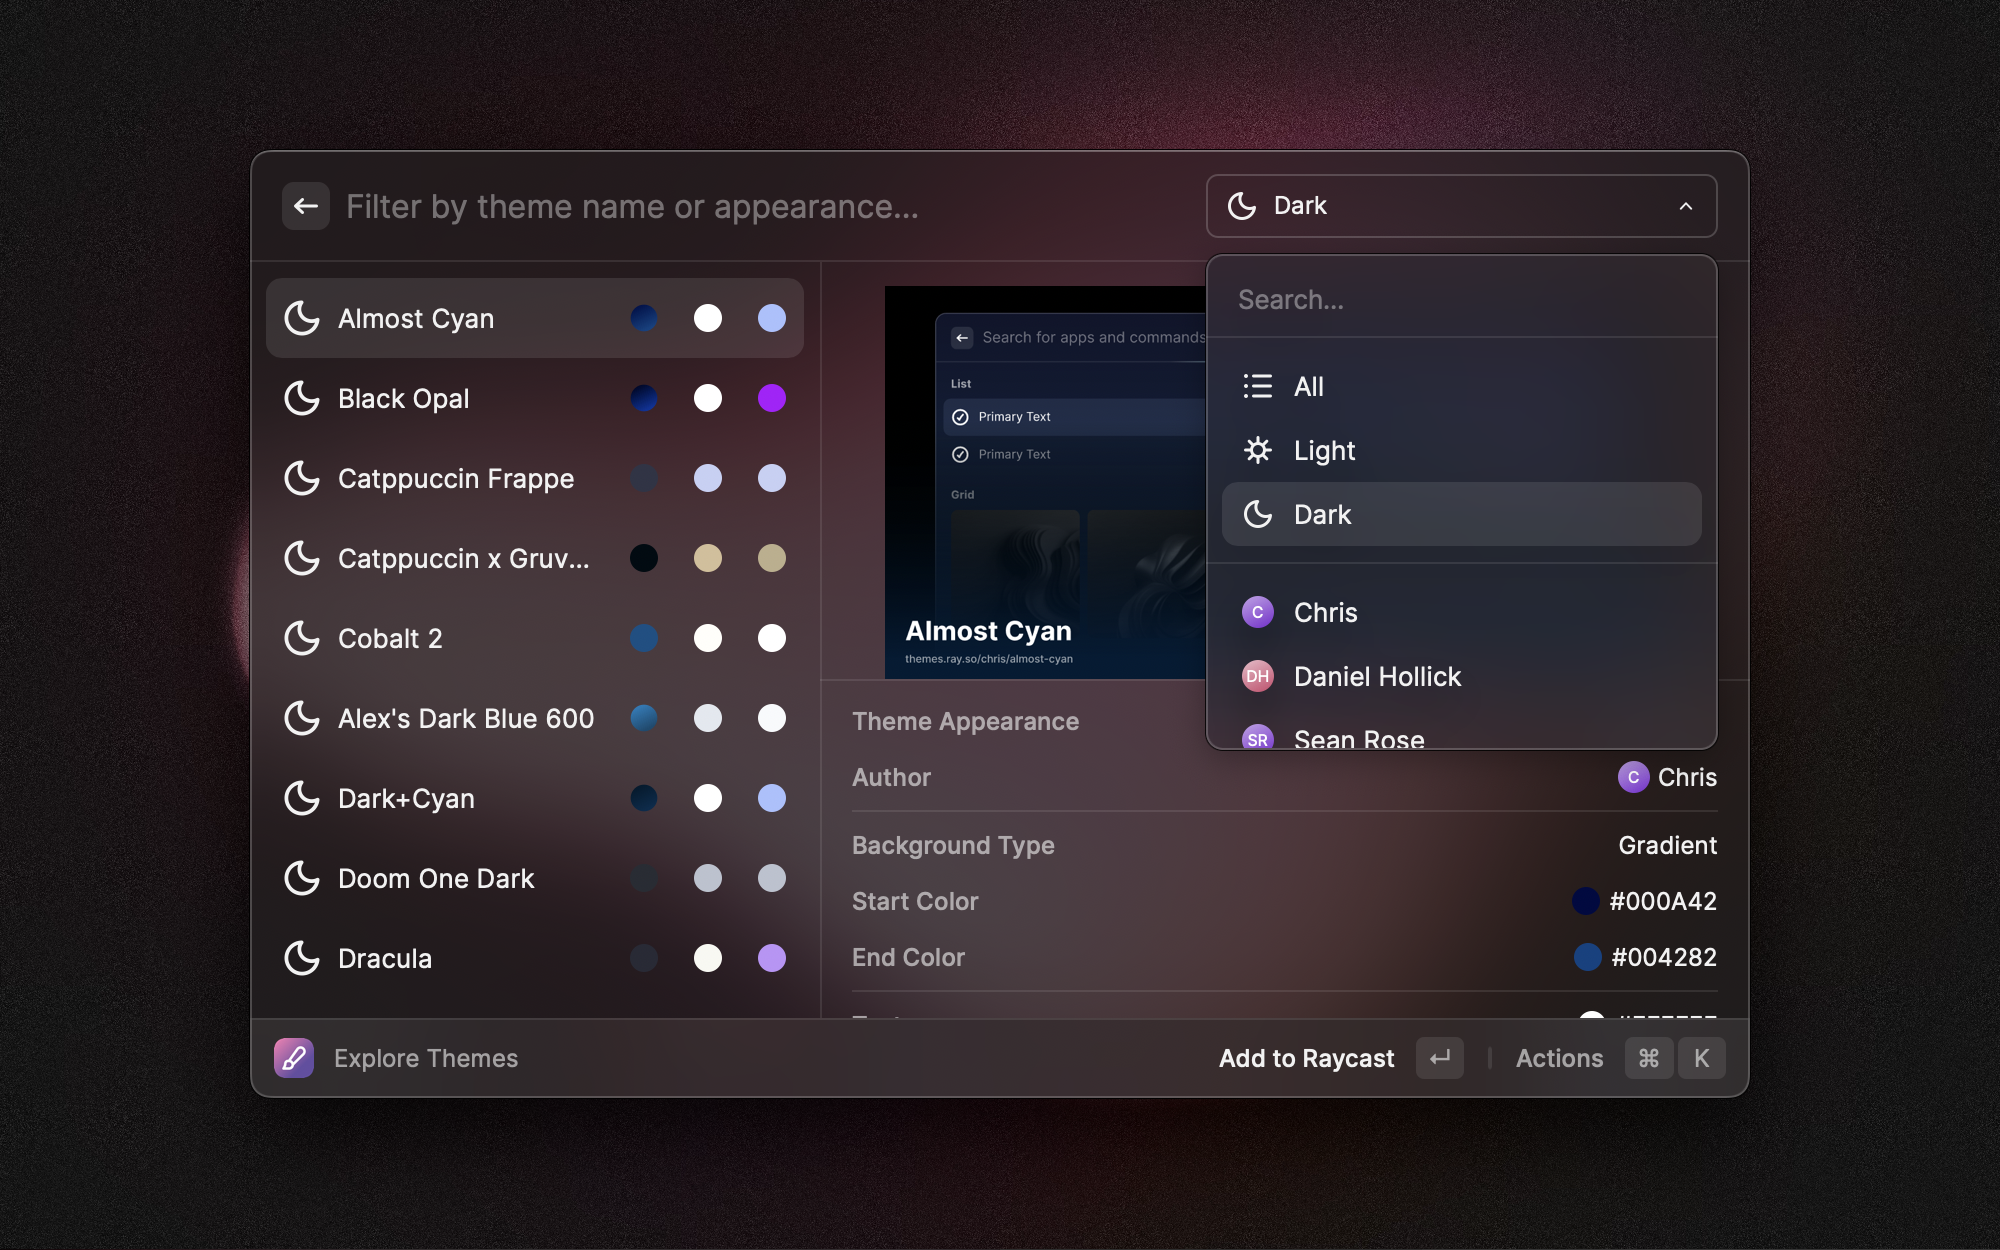 Filter by theme name or appearance...
Dark
Almost Cyan
Black Opal
Catppuccin Frappe
Catppuccin x Gruv...
Cobalt 2
Alex's Dark Blue 600
Dark+Cyan
Doom One Dark
Dracula
Search for apps and commands
List
Primary Text
Primary Text
Grid
Almost Cyan
themes.ray.so/chris/almost-cyan
Search...
All
Light
Dark
C Chris
DH Daniel Hollick
SR Sean Rose
Theme Appearance
Author C Chris
Background Type Gradient
Start Color #000A42
End Color #004282
Explore Themes
Add to Raycast
Actions ⌘ K